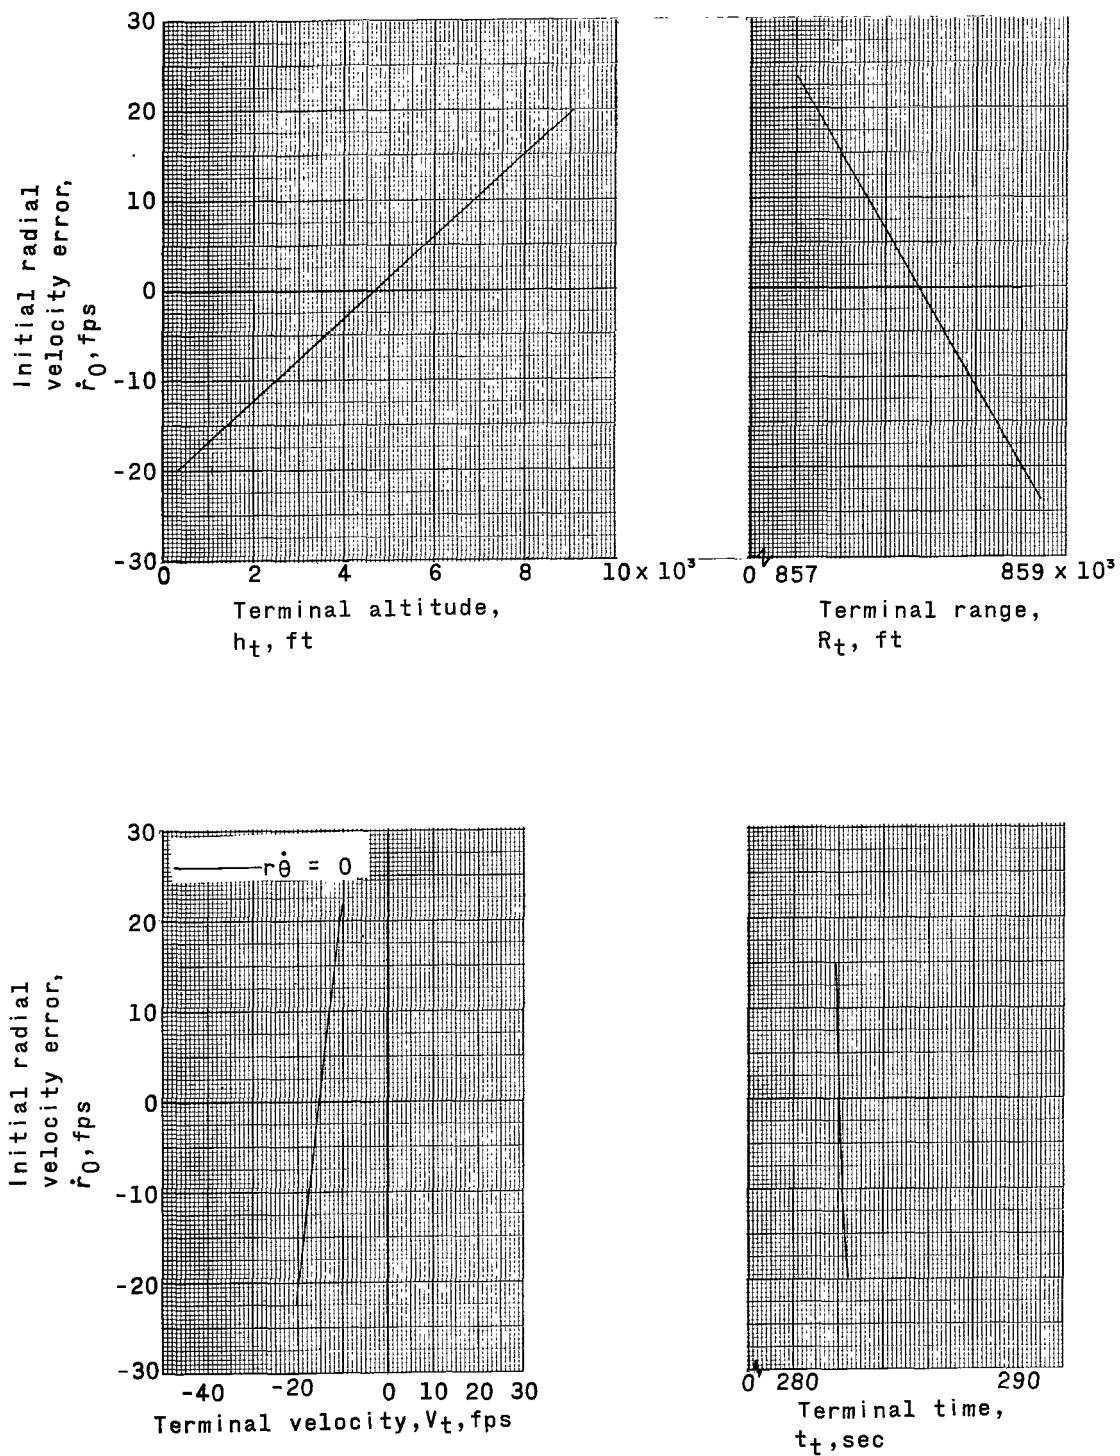 30
20
10
0
-10
-20
-30
Initial radial
velocity error,
ṙ0, fps
0 2 4 6 8 10 x 10³
Terminal altitude,
ht, ft
0 857 859 x 10³
Terminal range,
Rt, ft
30
20
10
0
-10
-20
-30
Initial radial
velocity error,
ṙ0, fps
rθ̇ = 0
-40 -20 0 10 20 30
Terminal velocity, Vt, fps
0 280 290
Terminal time,
tt, sec